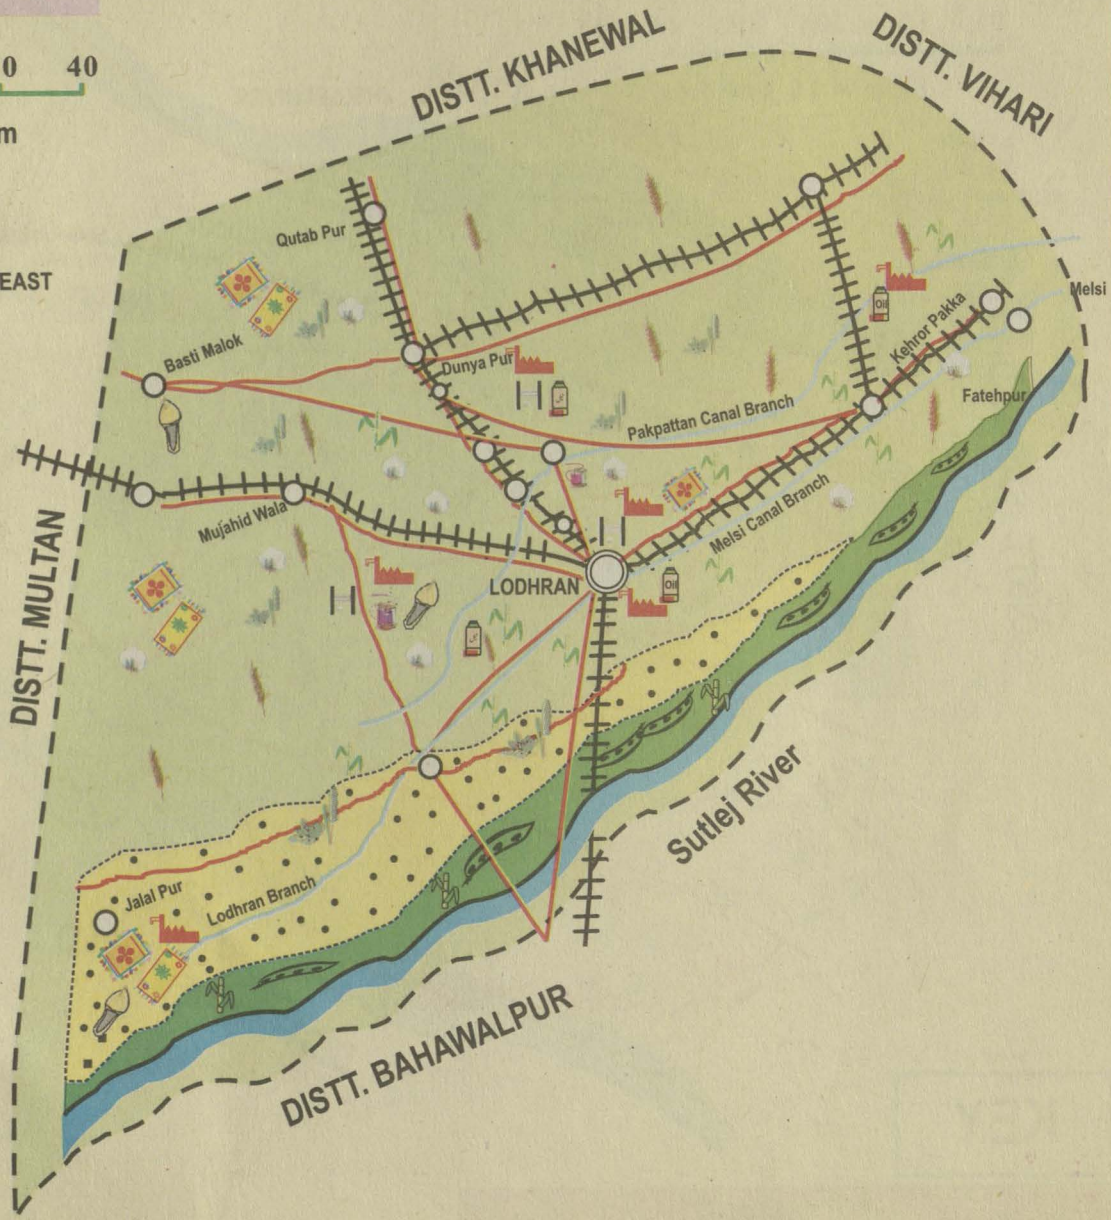 DISTT. KHANEWAL
DISTT. VIHARI
0 40
m
EAST
Qutab Pur
Basti Malok
Dunya Pur
Kehror Pakka
Melsi
Fatehpur
Pakpattan Canal Branch
Melsi Canal Branch
Mujahid Wala
LODHRAN
Oil
Oil
DISTT. MULTAN
Sutlej River
Jalal Pur
Lodhran Branch
DISTT. BAHAWALPUR
KEY